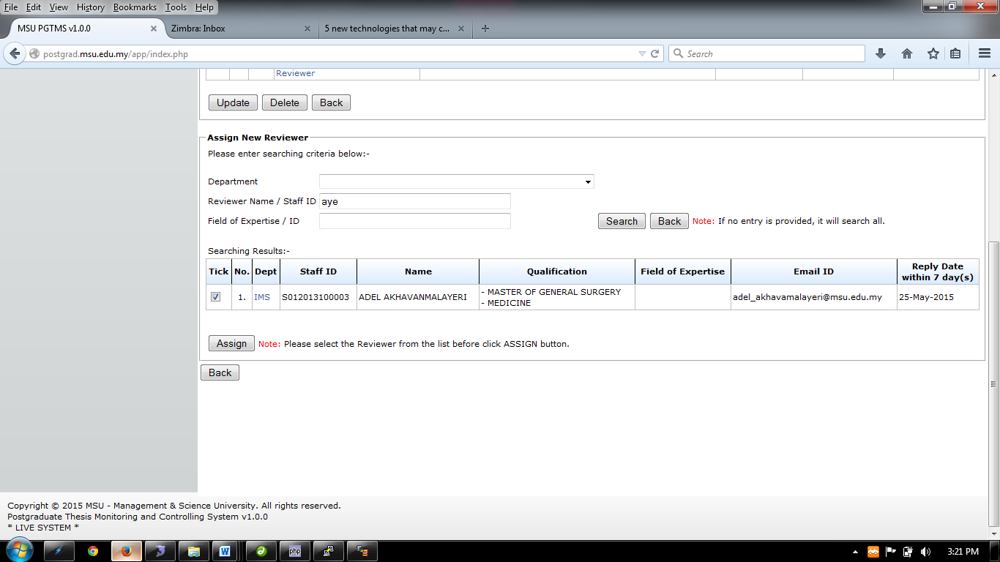 File Edit View History Bookmarks Tools Help
MSU PGTMS v1.0.0 Zimbra: Inbox 5 new technologies that may c...
postgrad.msu.edu.my/app/index.php Search
Reviewer
Update Delete Back
Assign New Reviewer
Please enter searching criteria below:-
Department
Reviewer Name / Staff ID aye
Field of Expertise / ID Search Back Note: If no entry is provided, it will search all.
Searching Results:-
Tick No. Dept Staff ID Name Qualification Field of Expertise Email ID Reply Date within 7 day(s)
1. IMS S012013100003 ADEL AKHAVANMALAYERI - MASTER OF GENERAL SURGERY - MEDICINE adel_akhavamalayeri@msu.edu.my 25-May-2015
Assign Note: Please select the Reviewer from the list before click ASSIGN button.
Back
Copyright © 2015 MSU - Management & Science University. All rights reserved.
Postgraduate Thesis Monitoring and Controlling System v1.0.0
* LIVE SYSTEM *
php 3:21 PM